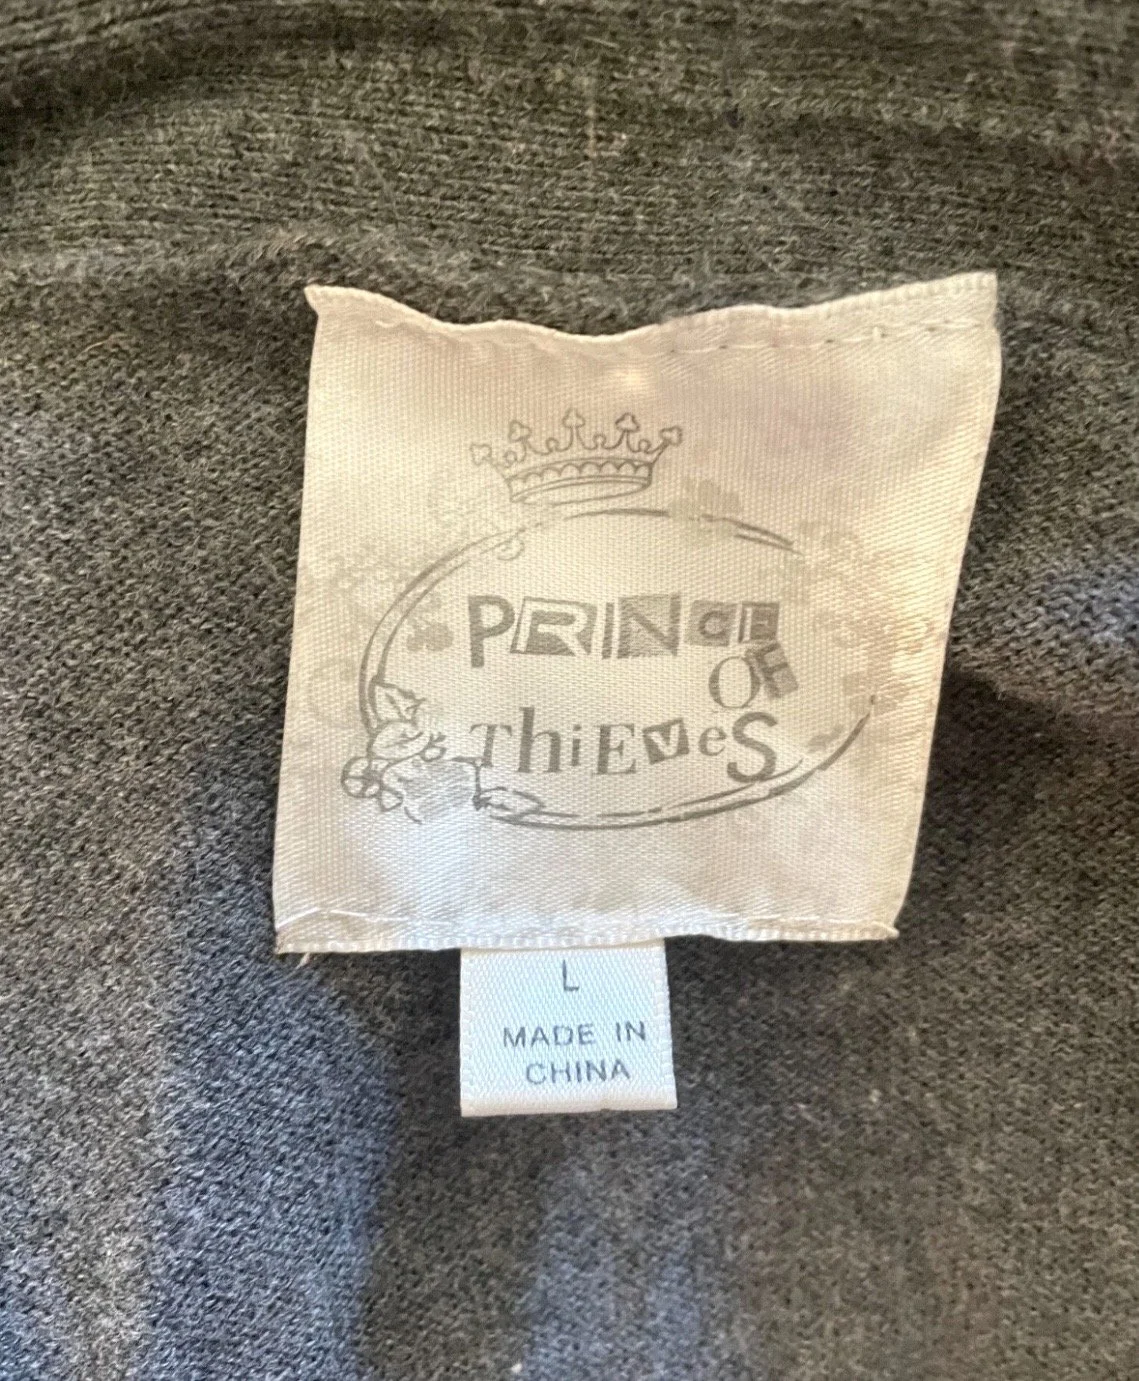 PRINCE
OF
ThiEVeS
L
MADE IN
CHINA